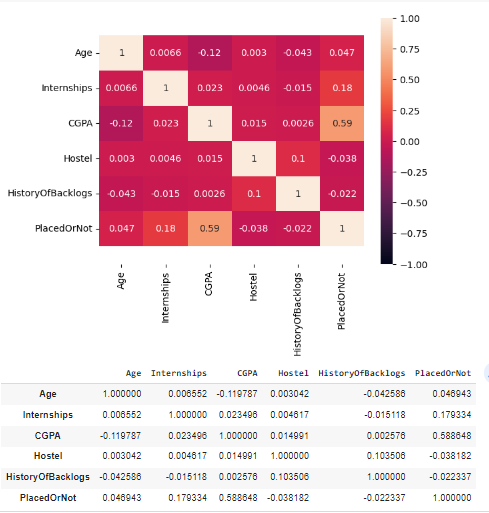 1.00
Age 1 0.0066 -0.12 0.003 -0.043 0.047
0.75
Internships 0.0066 1 0.023 0.0046 -0.015 0.18
0.50
0.25
CGPA -0.12 0.023 1 0.015 0.0026 0.59
0.00
Hostel 0.003 0.0046 0.015 1 0.1 -0.038
-0.25
HistoryOfBacklogs -0.043 -0.015 0.0026 0.1 1 -0.022
-0.50
PlacedOrNot 0.047 0.18 0.59 -0.038 -0.022 1
-0.75
-1.00
Age Internships CGPA Hostel HistoryOfBacklogs PlacedOrNot
Age Internships CGPA Hostel HistoryOfBacklogs PlacedOrNot
Age 1.000000 0.006552 -0.119787 0.003042 -0.042586 0.046943
Internships 0.006552 1.000000 0.023496 0.004617 -0.015118 0.179334
CGPA -0.119787 0.023496 1.000000 0.014991 0.002576 0.588648
Hostel 0.003042 0.004617 0.014991 1.000000 0.103506 -0.038182
HistoryOfBacklogs -0.042586 -0.015118 0.002576 0.103506 1.000000 -0.022337
PlacedOrNot 0.046943 0.179334 0.588648 -0.038182 -0.022337 1.000000